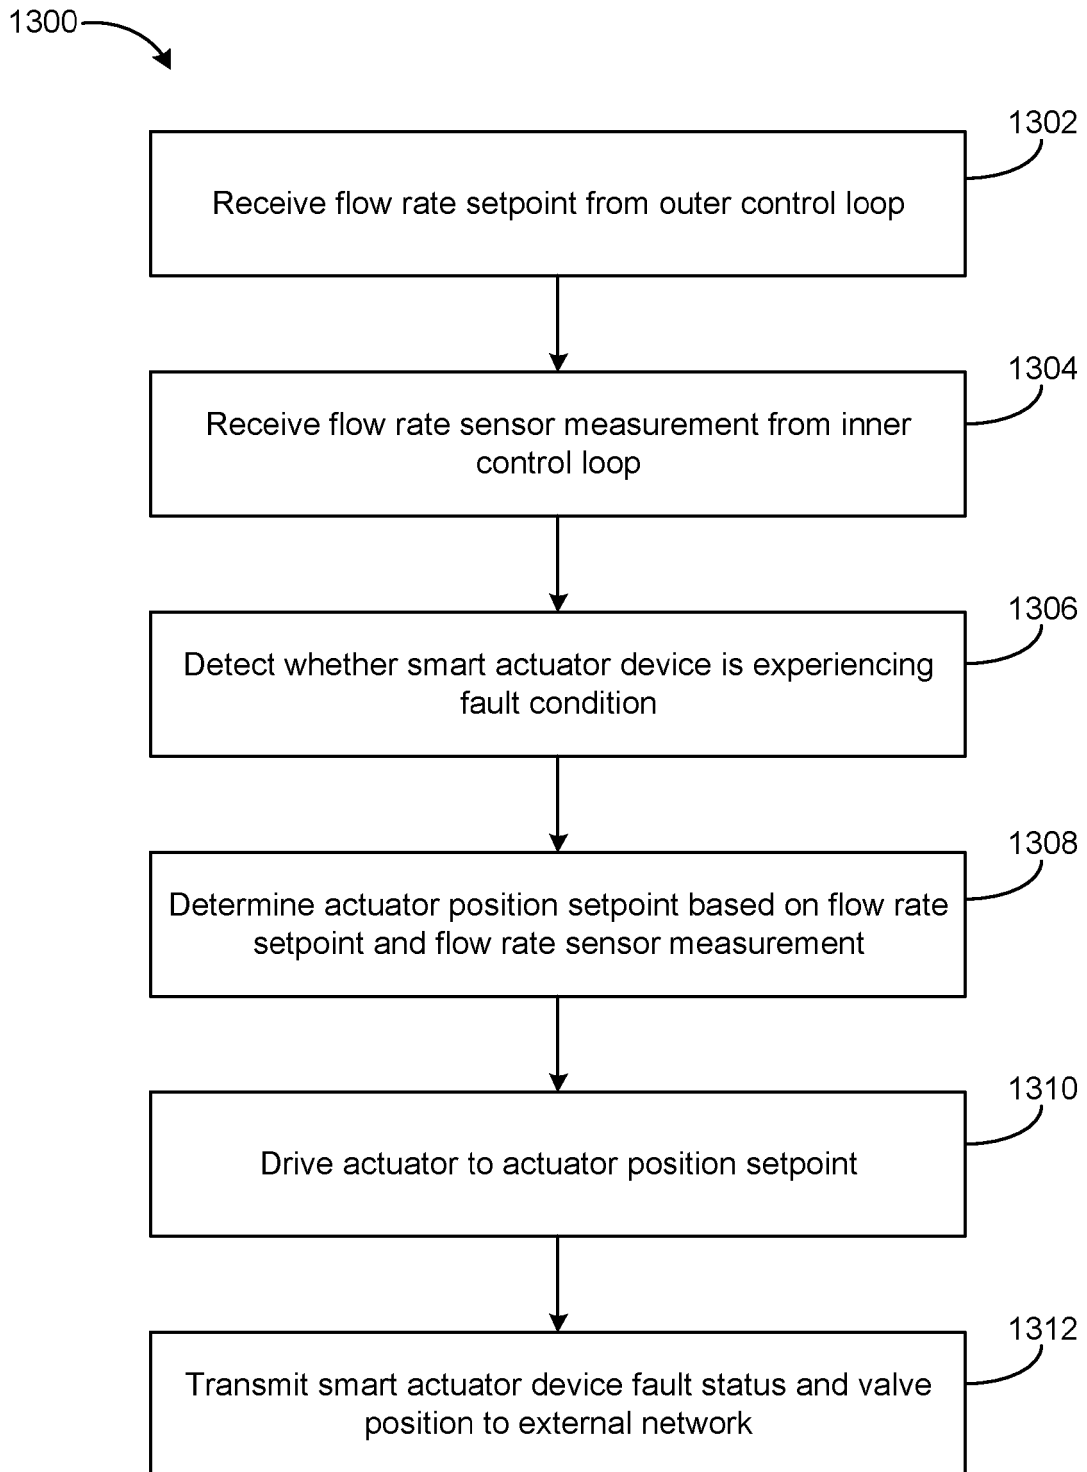 1300
1302
Receive flow rate setpoint from outer control loop
1304
Receive flow rate sensor measurement from inner
control loop
1306
Detect whether smart actuator device is experiencing
fault condition
1308
Determine actuator position setpoint based on flow rate
setpoint and flow rate sensor measurement
1310
Drive actuator to actuator position setpoint
1312
Transmit smart actuator device fault status and valve
position to external network